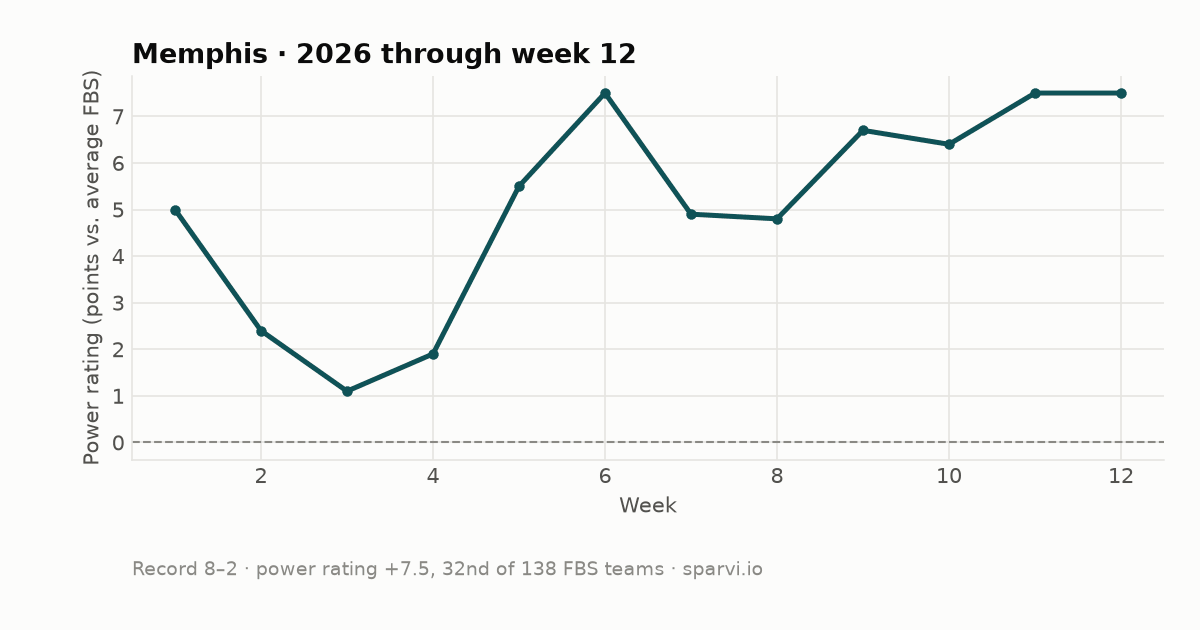 Memphis · 2026 through week 12
Power rating (points vs. average FBS)
7
6
5
4
3
2
1
0
2 4 6 8 10 12
Week
Record 8–2 · power rating +7.5, 32nd of 138 FBS teams · sparvi.io